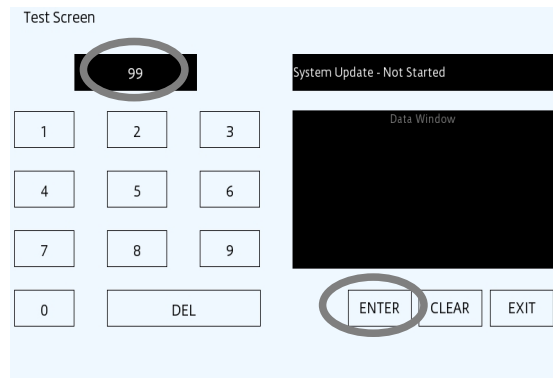 Test Screen
99
System Update - Not Started
Data Window
1 2 3
4 5 6
7 8 9
0 DEL
ENTER CLEAR EXIT